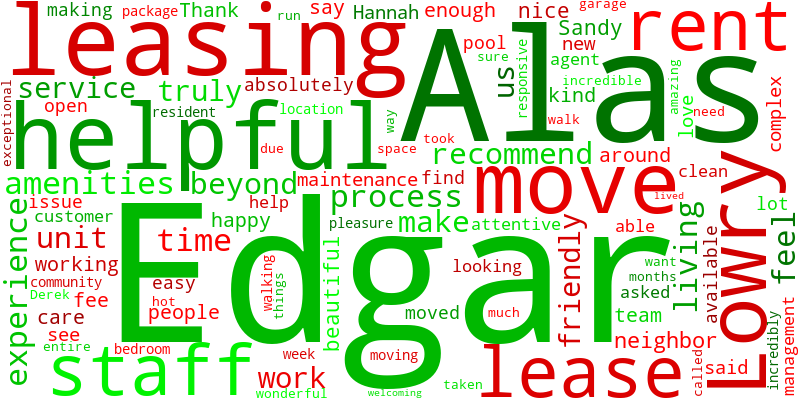 making package Thank run say Hannah enough nice garage
leasing Alas rent
Sandy
pool sure new agent us responsive incredible amazing
service truly absolutely kind love complex
exceptional open resident location way walk need
helpful due space took recommend around
amenities beyond maintenance find clean
move Lowry
issue customer happy help process
experience unit time pleasure make attentive able lived lot
Edgar
working easy walking things beautiful looking friendly want months living available feel
community Derek fee hot people moved much asked team
care see neighbor incredibly management
entire bedroom week moving called said
staff work wonderful welcoming taken lease